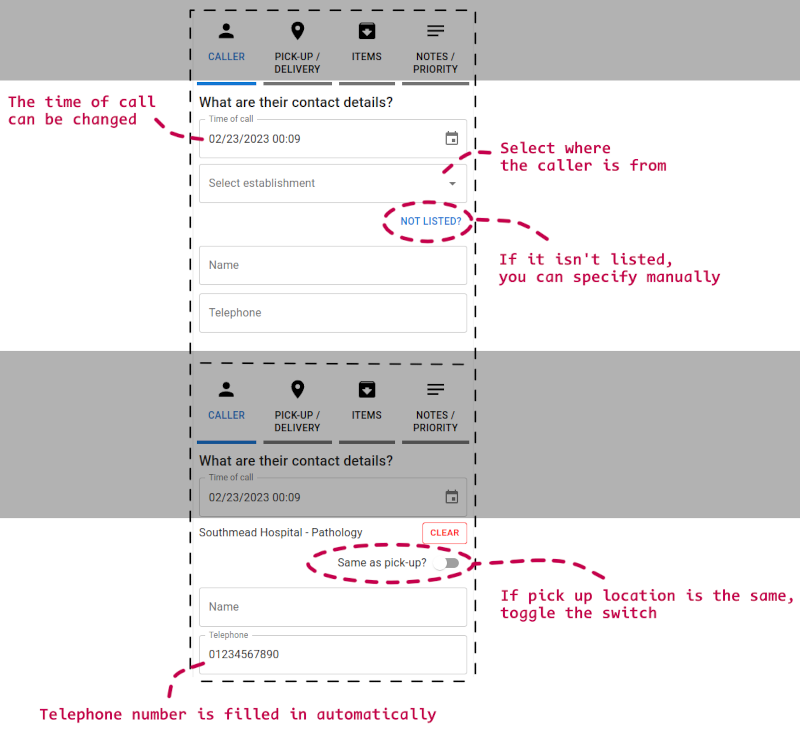 CALLER
PICK-UP /
DELIVERY
ITEMS
NOTES /
PRIORITY
The time of call
can be changed
What are their contact details?
Time of call
02/23/2023 00:09
Select where
the caller is from
Select establishment
NOT LISTED?
If it isn't listed,
you can specify manually
Name
Telephone
CALLER
PICK-UP /
DELIVERY
ITEMS
NOTES /
PRIORITY
What are their contact details?
Time of call
02/23/2023 00:09
Southmead Hospital - Pathology
CLEAR
Same as pick-up?
If pick up location is the same,
toggle the switch
Name
Telephone
01234567890
Telephone number is filled in automatically